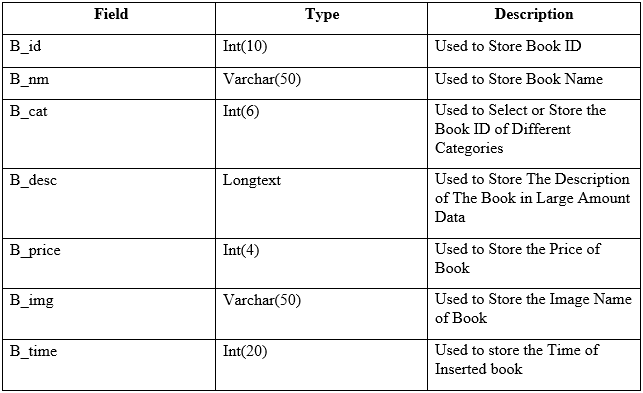 Field Type Description
B_id Int(10) Used to Store Book ID
B_nm Varchar(50) Used to Store Book Name
B_cat Int(6) Used to Select or Store the
Book ID of Different
Categories
B_desc Longtext Used to Store The Description
of The Book in Large Amount
Data
B_price Int(4) Used to Store the Price of
Book
B_img Varchar(50) Used to Store the Image Name
of Book
B_time Int(20) Used to store the Time of
Inserted book